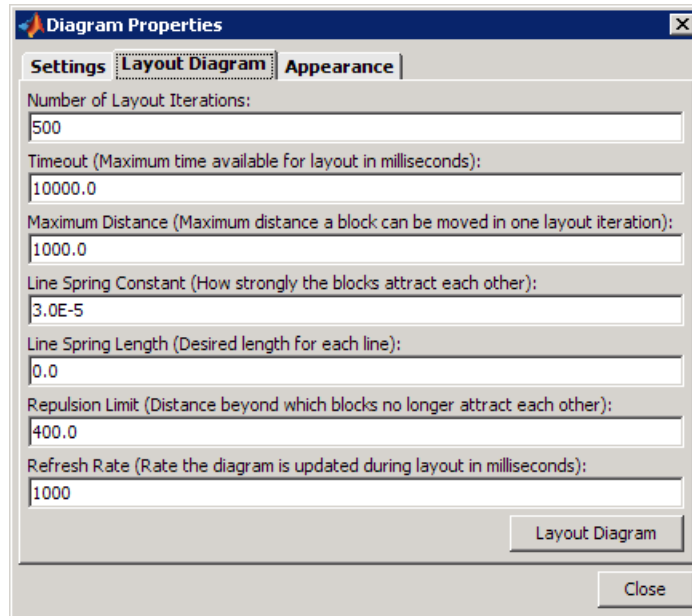 Diagram Properties
Settings Layout Diagram Appearance
Number of Layout Iterations:
500
Timeout (Maximum time available for layout in milliseconds):
10000.0
Maximum Distance (Maximum distance a block can be moved in one layout iteration):
1000.0
Line Spring Constant (How strongly the blocks attract each other):
3.0E-5
Line Spring Length (Desired length for each line):
0.0
Repulsion Limit (Distance beyond which blocks no longer attract each other):
400.0
Refresh Rate (Rate the diagram is updated during layout in milliseconds):
1000
Layout Diagram
Close